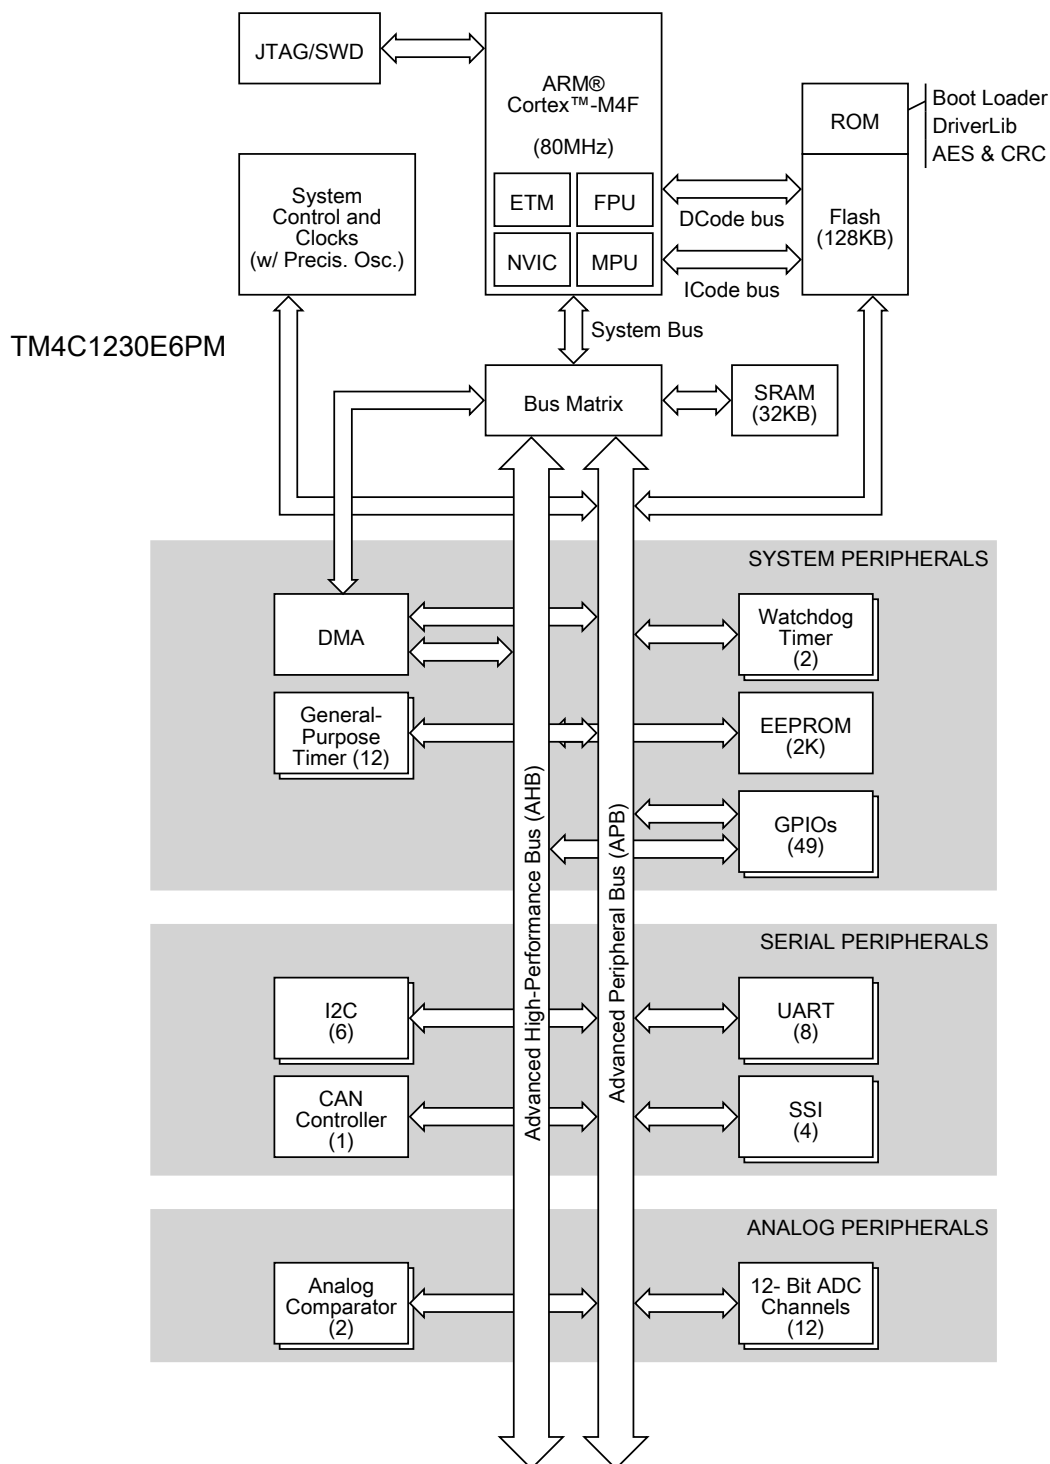 JTAG/SWD
ARM®
Cortex™-M4F
(80MHz)
ETM
FPU
NVIC
MPU
ROM
Boot Loader
DriverLib
AES & CRC
System
Control and
Clocks
(w/ Precis. Osc.)
DCode bus
Flash
(128KB)
ICode bus
TM4C1230E6PM
System Bus
Bus Matrix
SRAM
(32KB)
SYSTEM PERIPHERALS
DMA
Watchdog
Timer
(2)
General-
Purpose
Timer (12)
EEPROM
(2K)
GPIOs
(49)
Advanced High-Performance Bus (AHB)
Advanced Peripheral Bus (APB)
SERIAL PERIPHERALS
I2C
(6)
UART
(8)
CAN
Controller
(1)
SSI
(4)
ANALOG PERIPHERALS
Analog
Comparator
(2)
12- Bit ADC
Channels
(12)